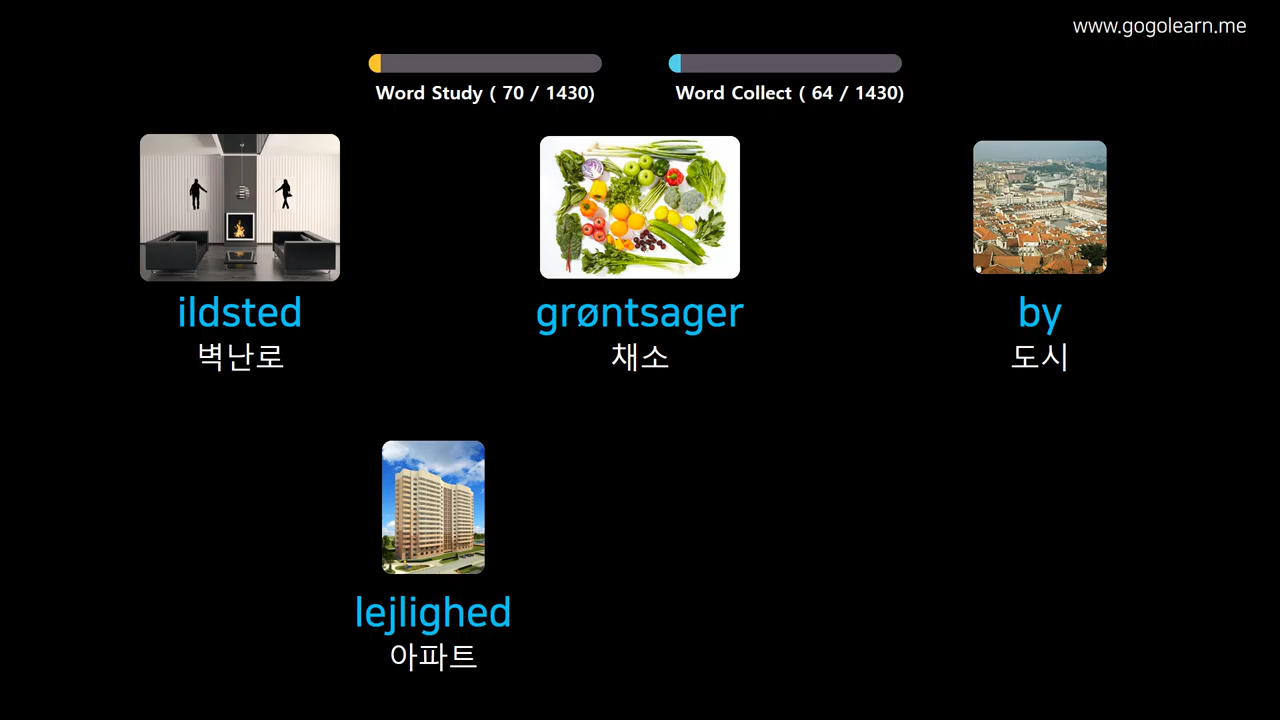 www.gogolearn.me
Word Study ( 70 / 1430)
Word Collect ( 64 / 1430)
ildsted
벽난로
grøntsager
채소
by
도시
lejlighed
아파트